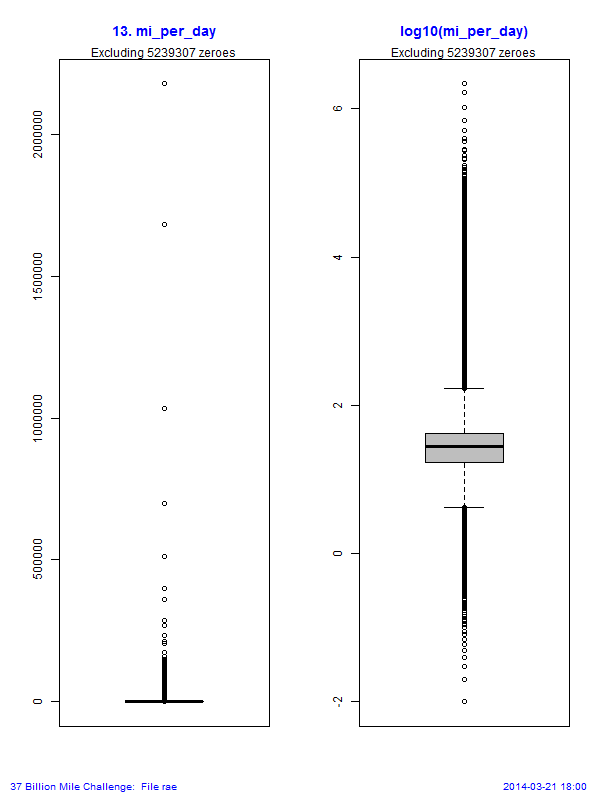 13. mi_per_day
Excluding 5239307 zeroes
2000000
1500000
1000000
500000
0
log10(mi_per_day)
Excluding 5239307 zeroes
6
4
2
0
-2
37 Billion Mile Challenge: File rae
2014-03-21 18:00